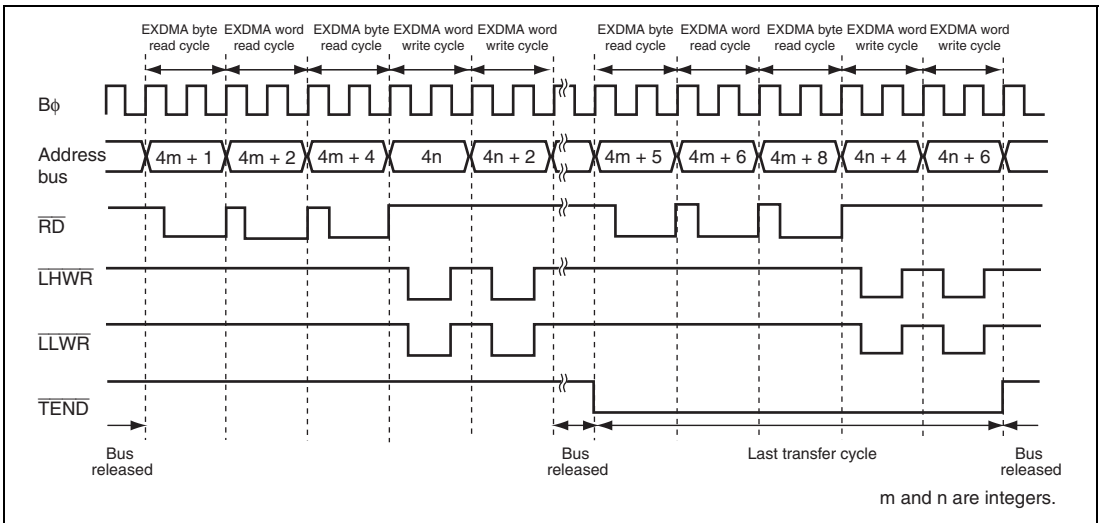 EXDMA byte read cycle
EXDMA word read cycle
EXDMA byte read cycle
EXDMA word write cycle
EXDMA word write cycle
EXDMA byte read cycle
EXDMA word read cycle
EXDMA byte read cycle
EXDMA word write cycle
EXDMA word write cycle
Bϕ
Address bus
4m + 1
4m + 2
4m + 4
4n
4n + 2
4m + 5
4m + 6
4m + 8
4n + 4
4n + 6
RD
LHWR
LLWR
TEND
Bus released
Bus released
Last transfer cycle
Bus released
m and n are integers.